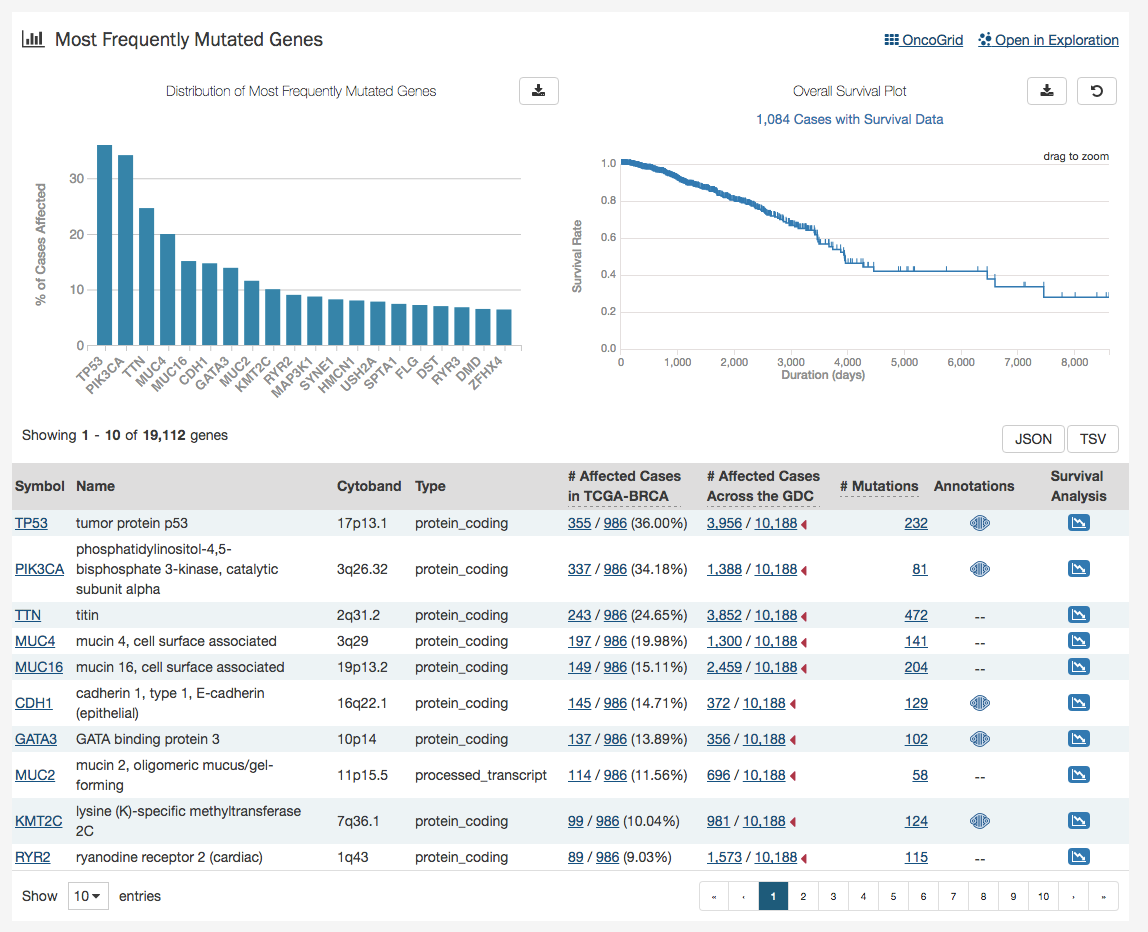 Most Frequently Mutated Genes
OncoGrid
Open in Exploration
Distribution of Most Frequently Mutated Genes
% of Cases Affected
30
20
10
0
TP53
PIK3CA
TTN
MUC4
MUC16
CDH1
GATA3
MUC2
KMT2C
RYR2
MAP3K1
SYNE1
HMCN1
USH2A
SPTA1
FLG
DST
RYR3
DMD
ZFHX4
Overall Survival Plot
1,084 Cases with Survival Data
drag to zoom
Survival Rate
1.0
0.8
0.6
0.4
0.2
0.0
0 1,000 2,000 3,000 4,000 5,000 6,000 7,000 8,000
Duration (days)
Showing 1 - 10 of 19,112 genes
JSON
TSV
Symbol Name Cytoband Type # Affected Cases in TCGA-BRCA # Affected Cases Across the GDC # Mutations Annotations Survival Analysis
TP53 tumor protein p53 17p13.1 protein_coding 355 / 986 (36.00%) 3,956 / 10,188 232
PIK3CA phosphatidylinositol-4,5-bisphosphate 3-kinase, catalytic subunit alpha 3q26.32 protein_coding 337 / 986 (34.18%) 1,388 / 10,188 81
TTN titin 2q31.2 protein_coding 243 / 986 (24.65%) 3,852 / 10,188 472 --
MUC4 mucin 4, cell surface associated 3q29 protein_coding 197 / 986 (19.98%) 1,300 / 10,188 141 --
MUC16 mucin 16, cell surface associated 19p13.2 protein_coding 149 / 986 (15.11%) 2,459 / 10,188 204 --
CDH1 cadherin 1, type 1, E-cadherin (epithelial) 16q22.1 protein_coding 145 / 986 (14.71%) 372 / 10,188 129
GATA3 GATA binding protein 3 10p14 protein_coding 137 / 986 (13.89%) 356 / 10,188 102
MUC2 mucin 2, oligomeric mucus/gel-forming 11p15.5 processed_transcript 114 / 986 (11.56%) 696 / 10,188 58 --
KMT2C lysine (K)-specific methyltransferase 2C 7q36.1 protein_coding 99 / 986 (10.04%) 981 / 10,188 124
RYR2 ryanodine receptor 2 (cardiac) 1q43 protein_coding 89 / 986 (9.03%) 1,573 / 10,188 115 --
Show 10 entries
« ‹ 1 2 3 4 5 6 7 8 9 10 › »